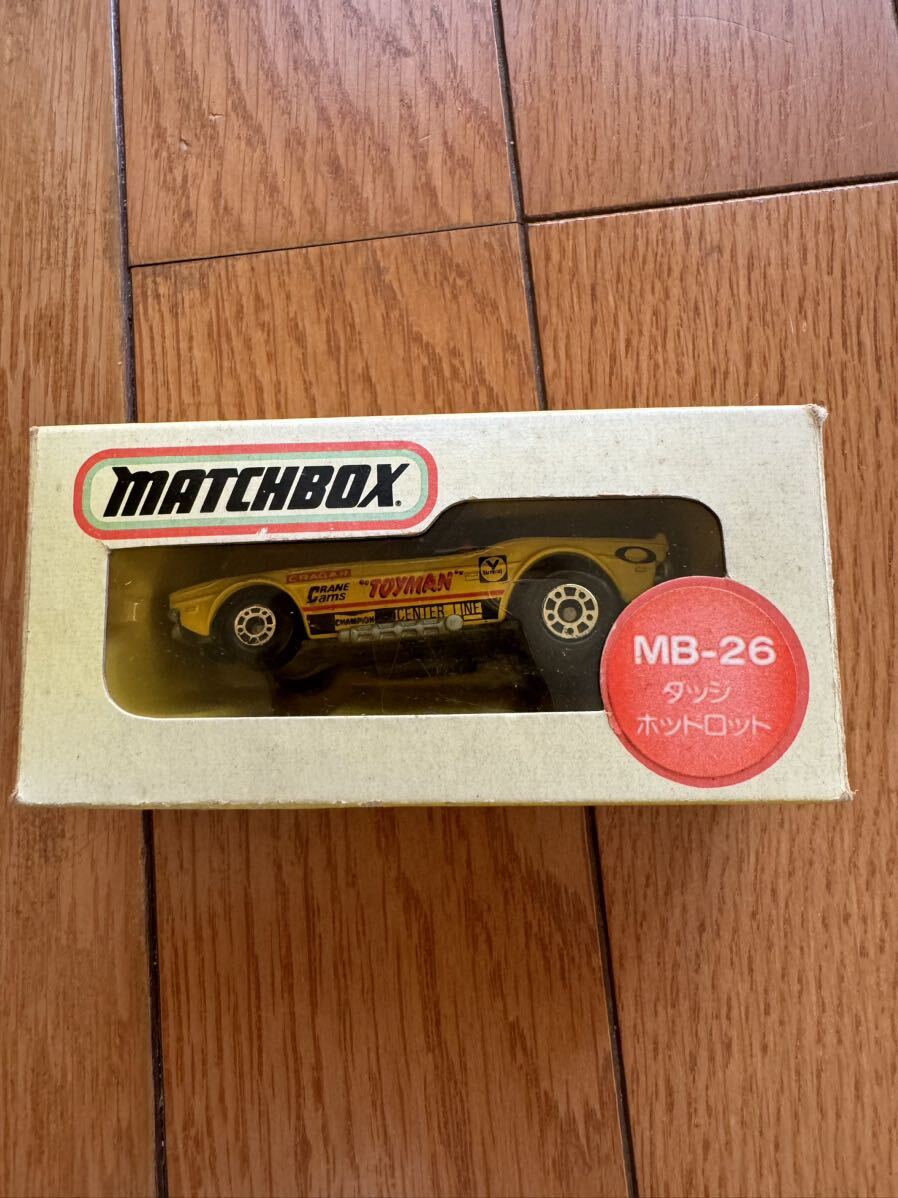 MATCHBOX®
CRAGAR
CRANE
Cams
"TOYMAN"
CHAMPION
CENTER LINE
MB-26
ダッジ
ホットロット